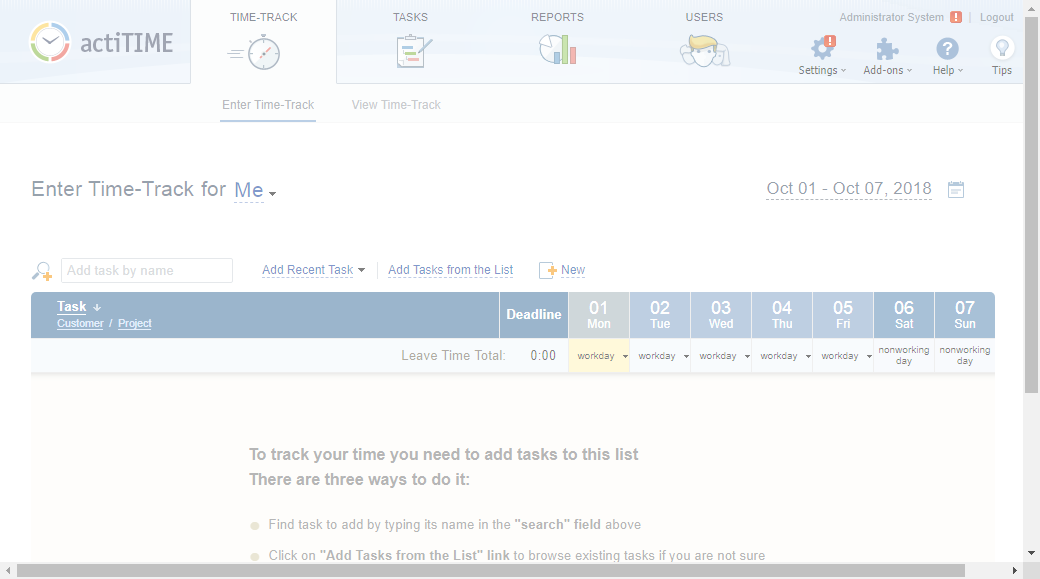 TIME-TRACK
TASKS
REPORTS
USERS
Administrator System ! | Logout
actiTIME
Settings
Add-ons
Help
Tips
Enter Time-Track
View Time-Track
Enter Time-Track for Me
Oct 01 - Oct 07, 2018
Add task by name
Add Recent Task
Add Tasks from the List
New
Task ↓
Customer / Project
Deadline
01 Mon
02 Tue
03 Wed
04 Thu
05 Fri
06 Sat
07 Sun
Leave Time Total: 0:00
workday
workday
workday
workday
workday
nonworking day
nonworking day
To track your time you need to add tasks to this list
There are three ways to do it:
Find task to add by typing its name in the "search" field above
Click on "Add Tasks from the List" link to browse existing tasks if you are not sure